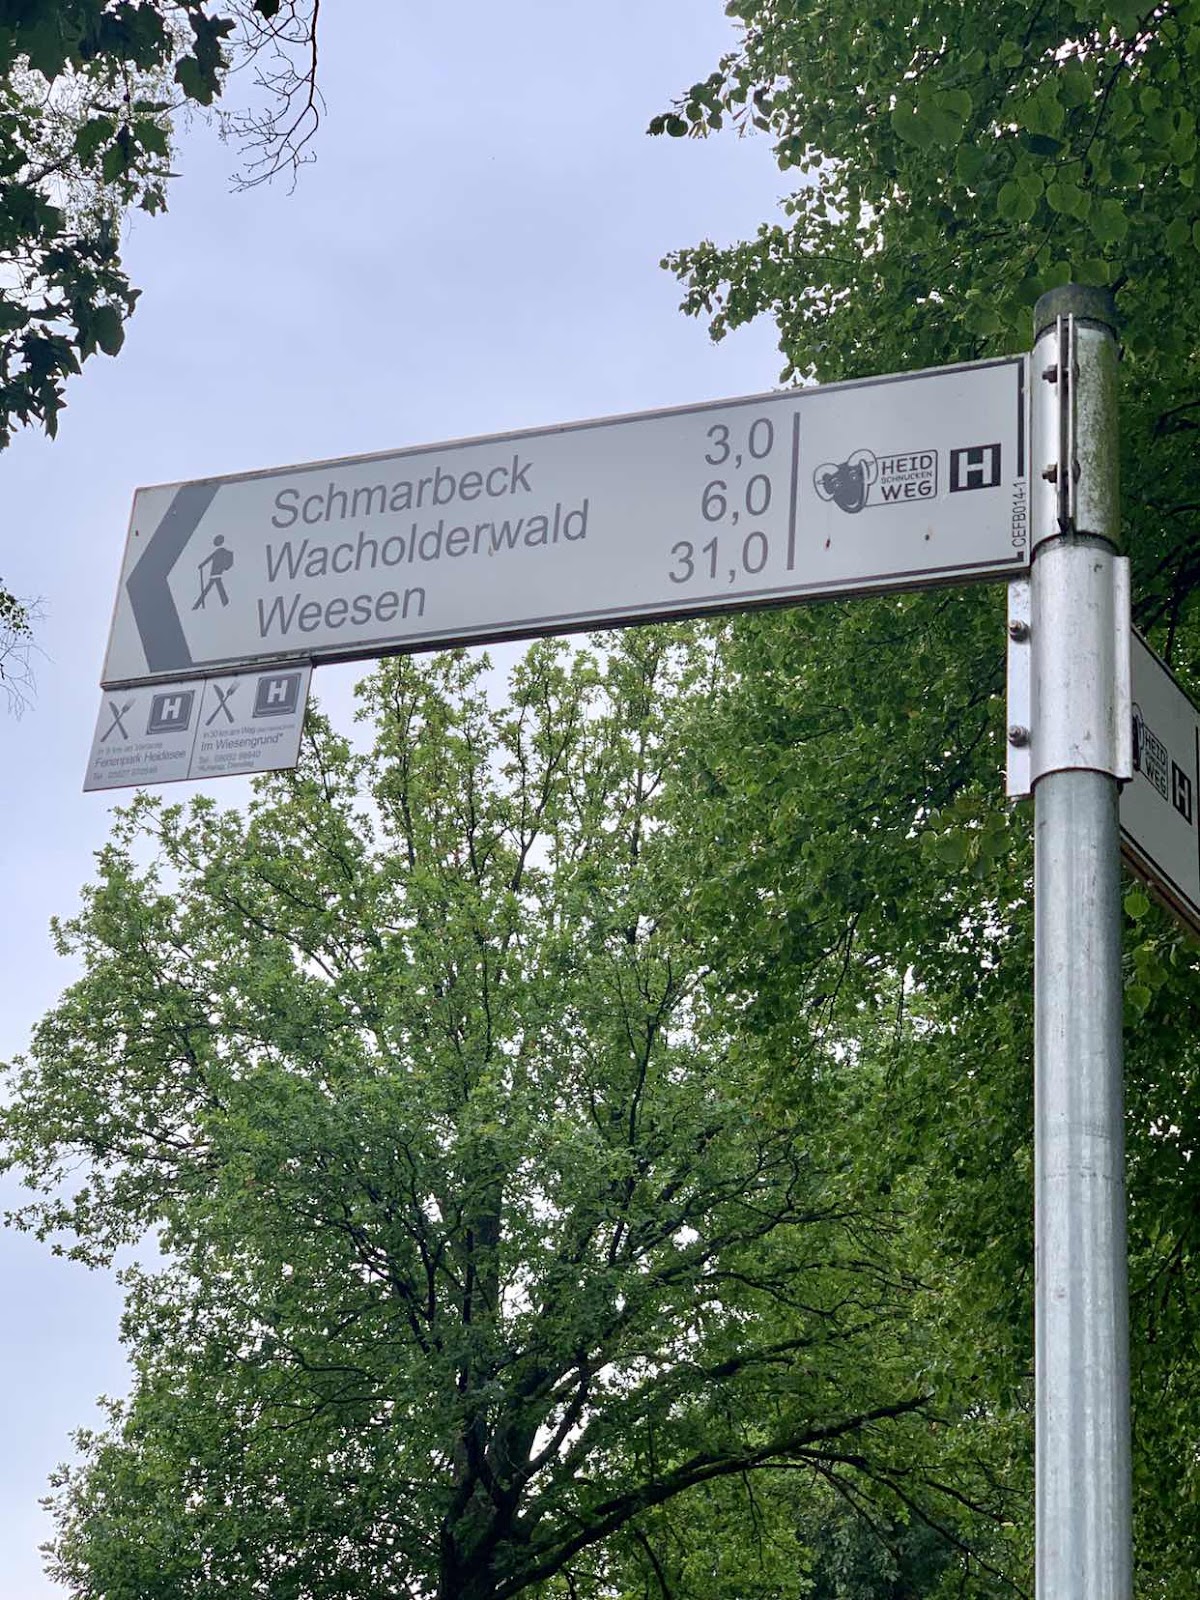 Schmarbeck 3,0
Wacholderwald 6,0
Weesen 31,0
HEID
SCHNUCKEN
WEG
H
CEFB014-1
H
Ferienpark Heidesee
H
Im Wiesengrund*
HEID
WEG
H